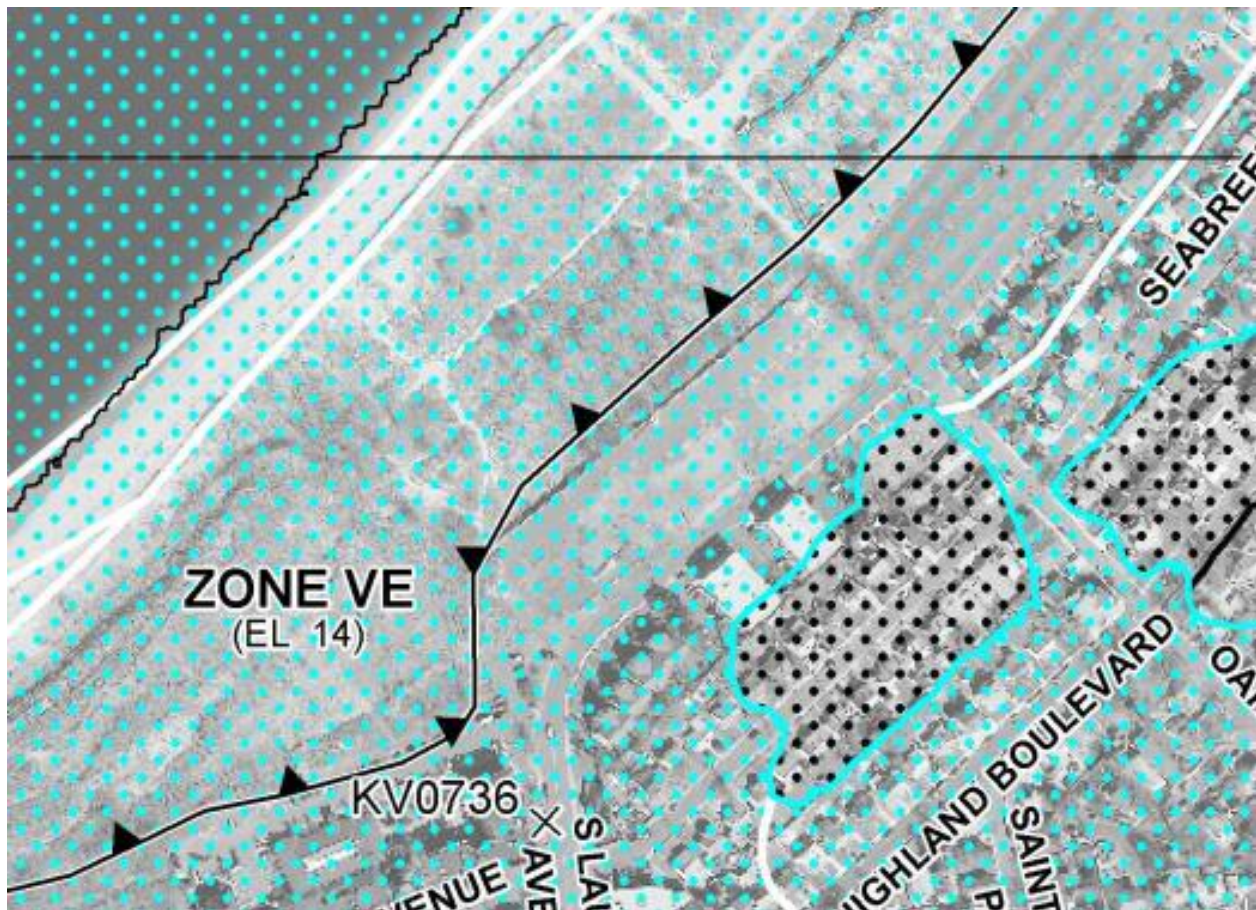 SEABREE
ZONE VE
(EL 14)
HIGHLAND BOULEVARD
OA
KV0736
S LA
AVE
VENUE
SAINT
P